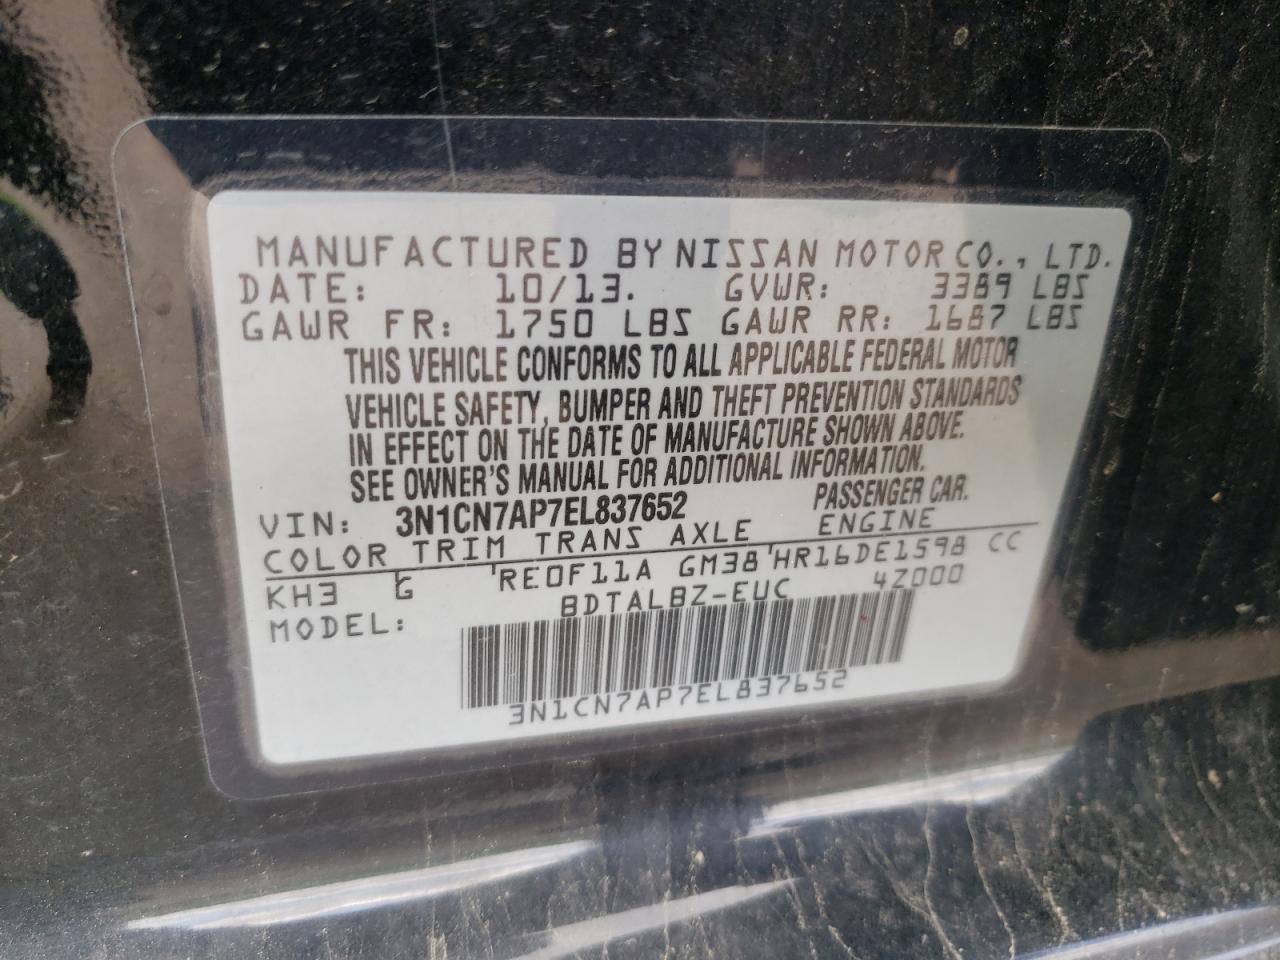 MANUFACTURED BY NISSAN MOTOR CO., LTD.
DATE: 10/13. GVWR: 3389 LBS
GAWR FR: 1750 LBS GAWR RR: 1687 LBS
THIS VEHICLE CONFORMS TO ALL APPLICABLE FEDERAL MOTOR
VEHICLE SAFETY, BUMPER AND THEFT PREVENTION STANDARDS
IN EFFECT ON THE DATE OF MANUFACTURE SHOWN ABOVE.
SEE OWNER'S MANUAL FOR ADDITIONAL INFORMATION.
VIN: 3N1CN7AP7EL837652 PASSENGER CAR.
COLOR TRIM TRANS AXLE ENGINE
KH3 G RE0F11A GM38 HR16DE1598 CC
MODEL: BDTALBZ-EUC 4Z000
3N1CN7AP7EL837652